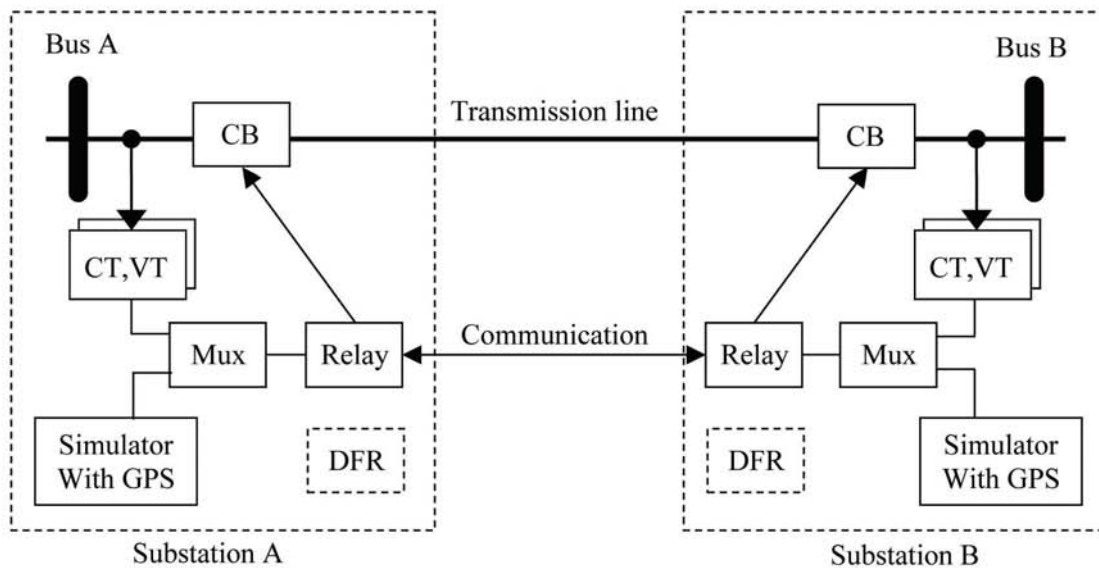 Bus A
Bus B
CB
Transmission line
CB
CT,VT
CT,VT
Mux
Relay
Communication
Relay
Mux
Simulator
With GPS
DFR
DFR
Simulator
With GPS
Substation A
Substation B